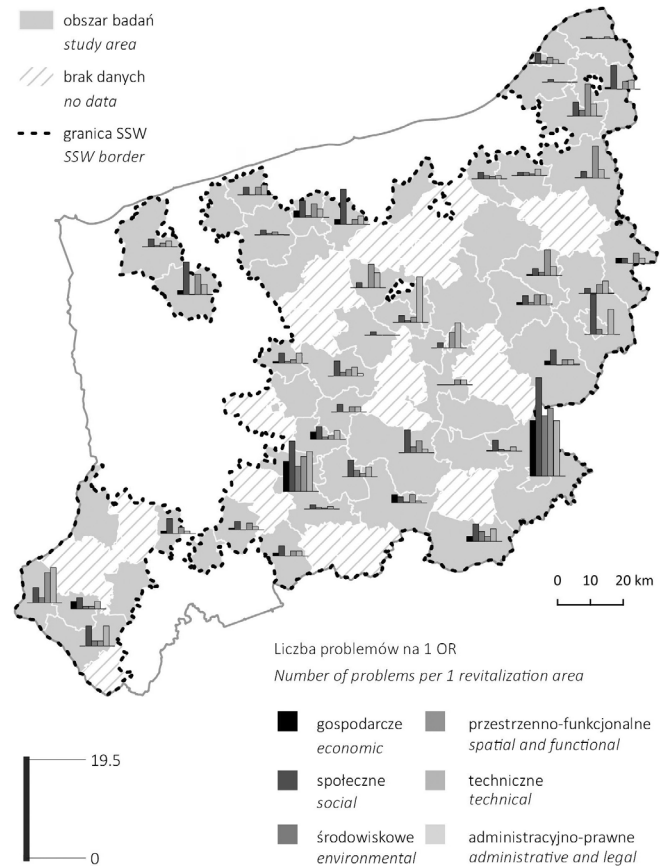 obszar badań
study area
brak danych
no data
granica SSW
SSW border
0 10 20 km
Liczba problemów na 1 OR
Number of problems per 1 revitalization area
gospodarcze
economic
przestrzenno-funkcjonalne
spatial and functional
społeczne
social
techniczne
technical
środowiskowe
environmental
administracyjno-prawne
administrative and legal
19.5
0